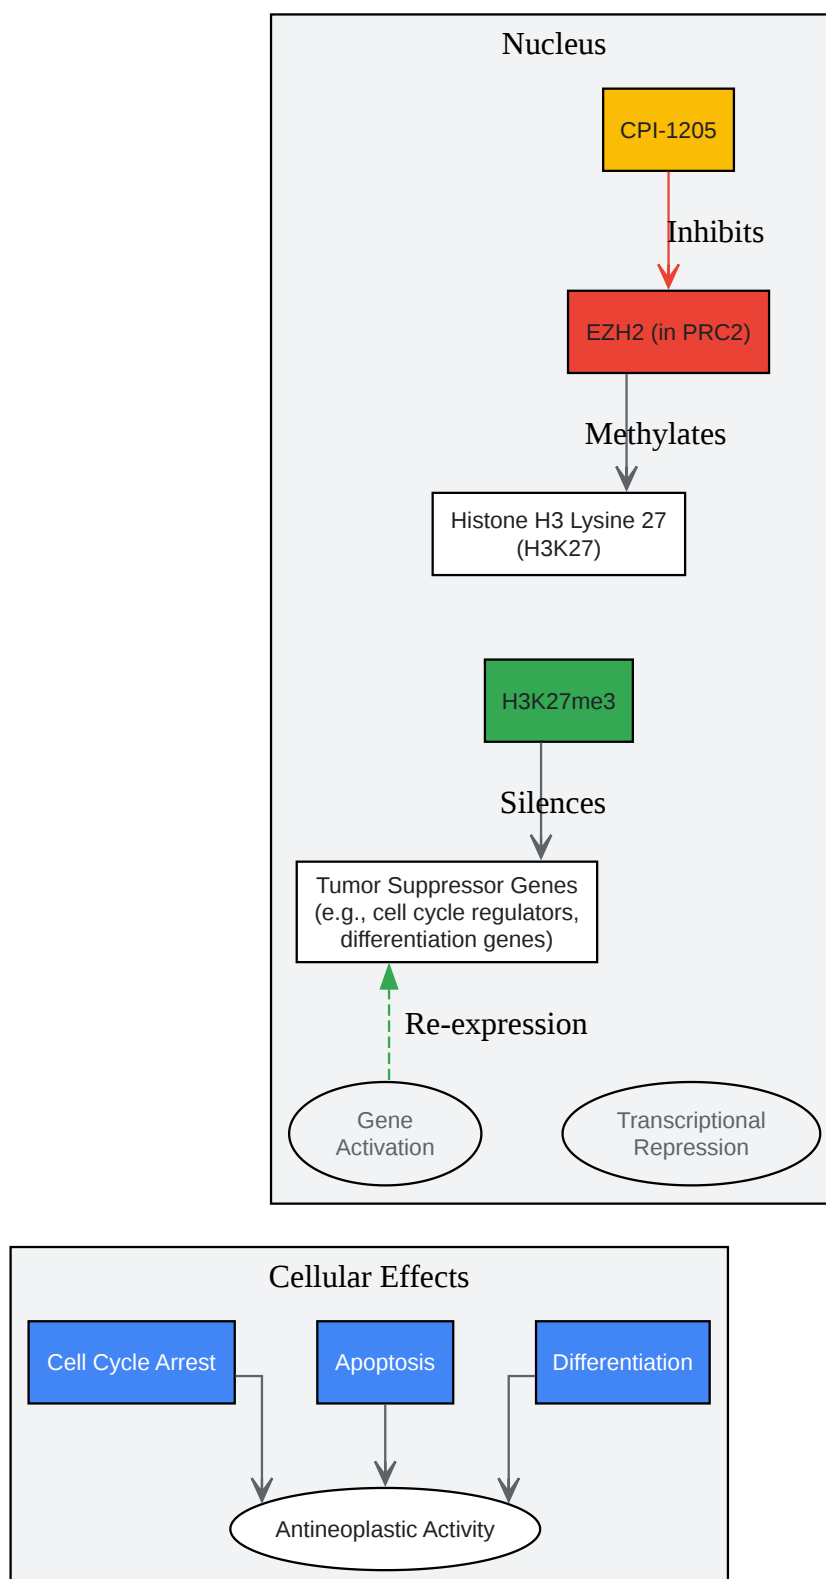 Nucleus
CPI-1205
Inhibits
EZH2 (in PRC2)
Methylates
Histone H3 Lysine 27
(H3K27)
H3K27me3
Silences
Tumor Suppressor Genes
(e.g., cell cycle regulators,
differentiation genes)
Re-expression
Gene
Activation
Transcriptional
Repression
Cellular Effects
Cell Cycle Arrest
Apoptosis
Differentiation
Antineoplastic Activity